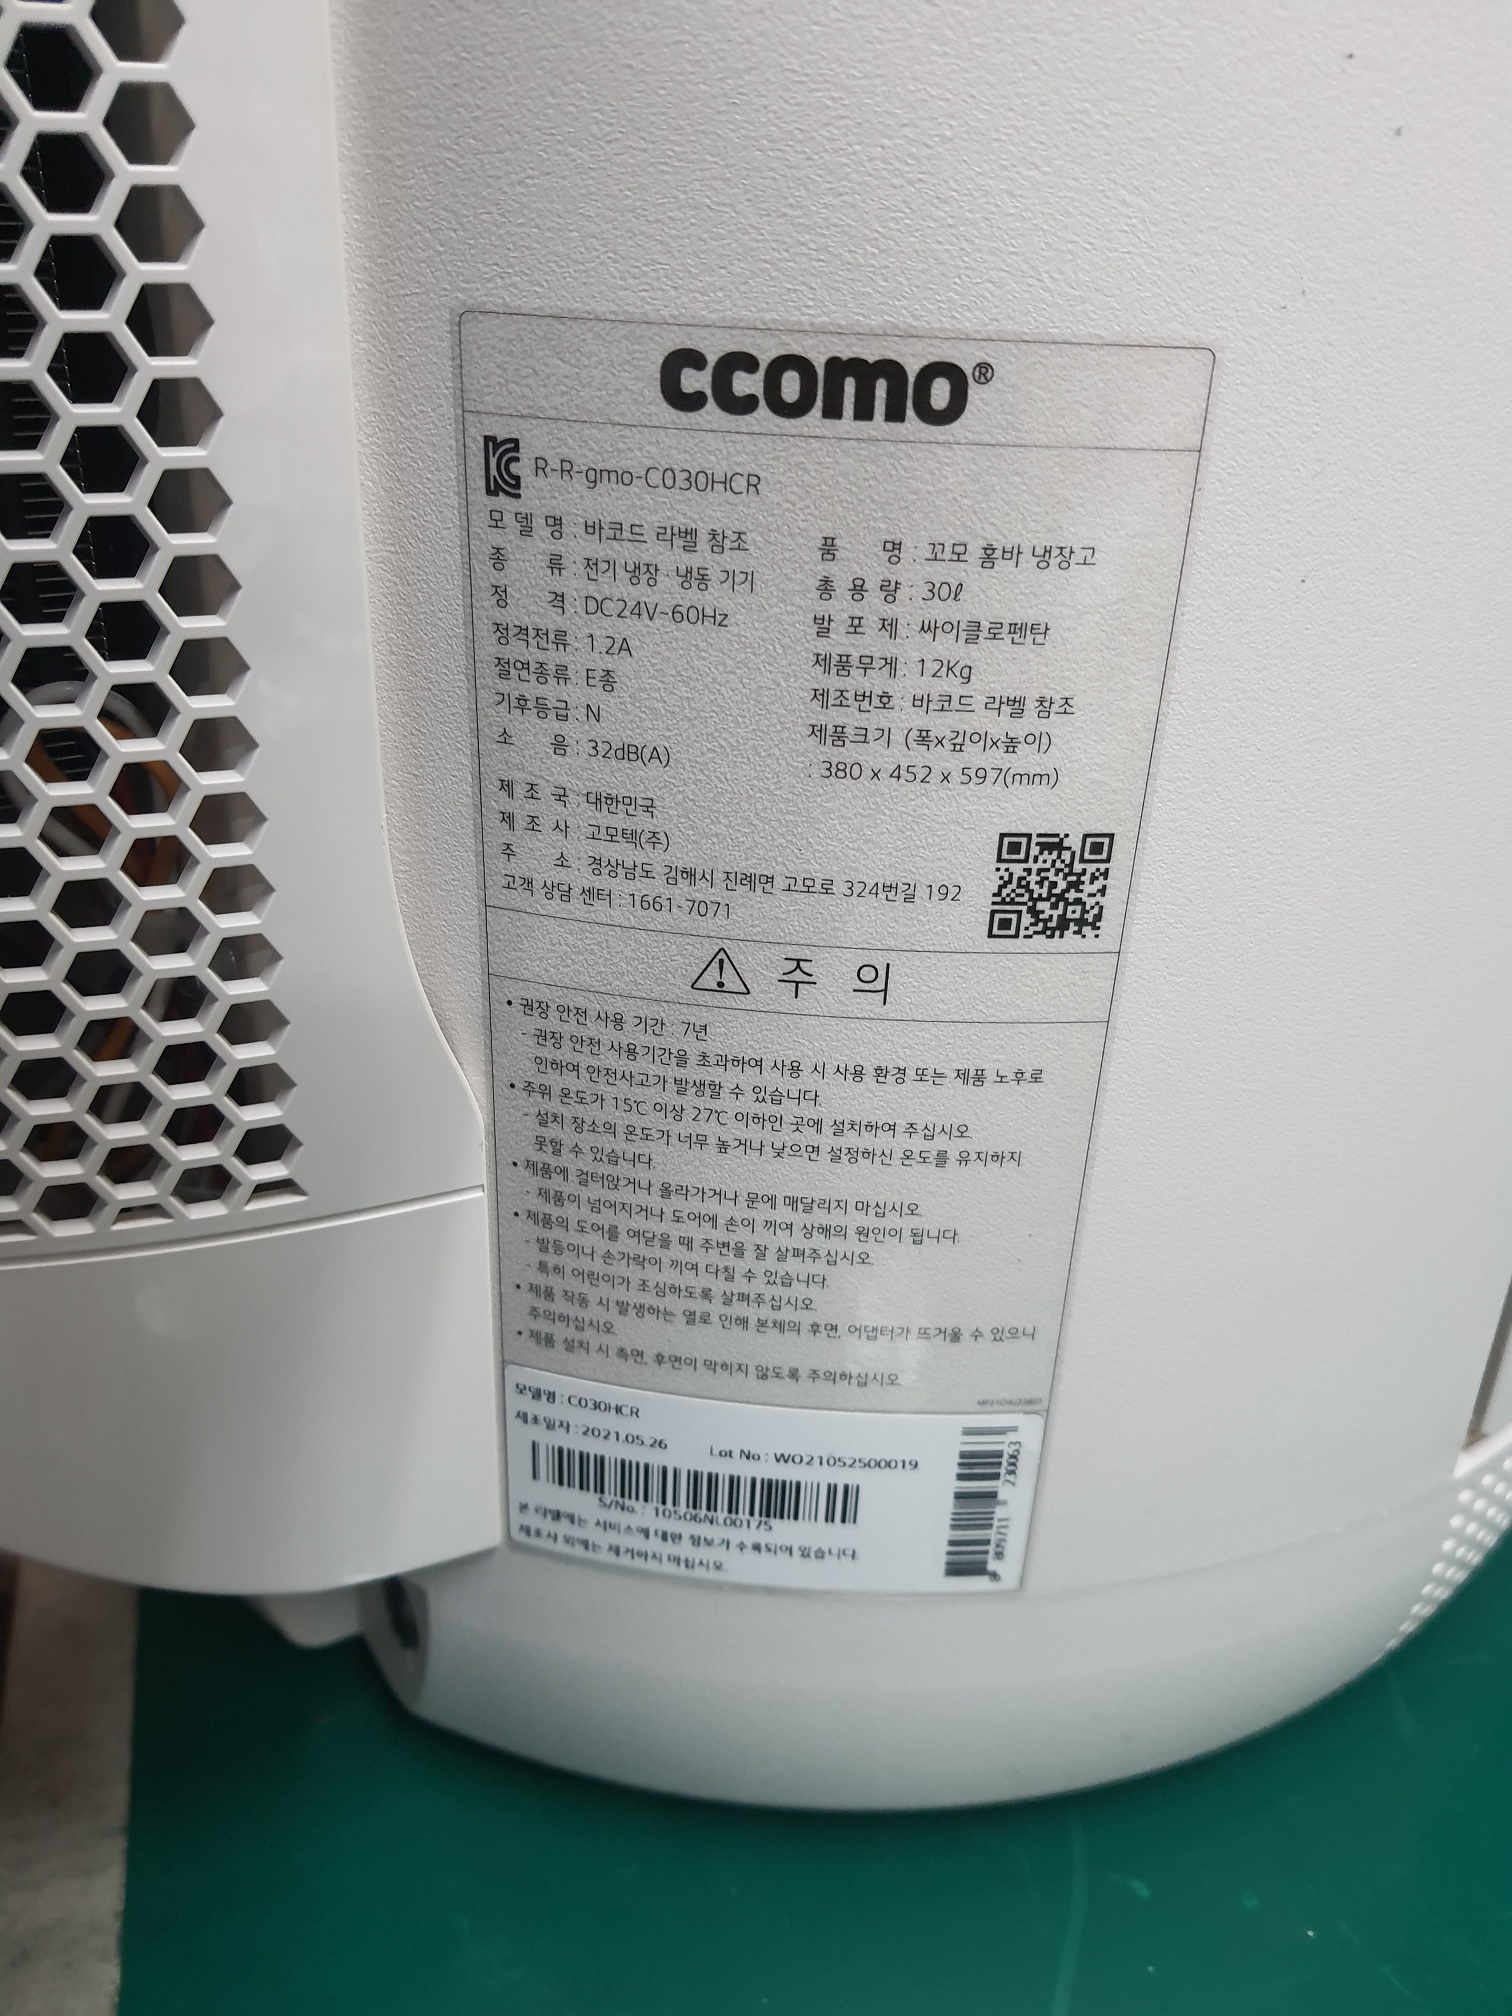 ccomo®
R-R-gmo-C030HCR
모 델 명 : 바코드 라벨 참조
종 류 : 전기 냉장·냉동 기기
정 격 : DC24V~60Hz
정격전류 : 1.2A
절연종류 : E종
기후등급 : N
소 음 : 32dB(A)
품 명 : 꼬모 홈바 냉장고
총 용 량 : 30ℓ
발 포 제 : 싸이클로펜탄
제품무게 : 12Kg
제조번호 : 바코드 라벨 참조
제품크기 (폭x깊이x높이)
: 380 x 452 x 597(mm)
제 조 국 : 대한민국
제 조 사 : 고모텍(주)
주 소 : 경상남도 김해시 진례면 고모로 324번길 192
고객 상담 센터 : 1661-7071
주 의
• 권장 안전 사용 기간 : 7년
- 권장 안전 사용기간을 초과하여 사용 시 사용 환경 또는 제품 노후로
인하여 안전사고가 발생할 수 있습니다.
• 주위 온도가 15℃ 이상 27℃ 이하인 곳에 설치하여 주십시오.
- 설치 장소의 온도가 너무 높거나 낮으면 설정하신 온도를 유지하지
못할 수 있습니다.
• 제품에 걸터앉거나 올라가거나 문에 매달리지 마십시오.
- 제품이 넘어지거나 도어에 손이 끼여 상해의 원인이 됩니다.
• 제품의 도어를 여닫을 때 주변을 잘 살펴주십시오.
- 발등이나 손가락이 끼여 다칠 수 있습니다.
- 특히 어린이가 조심하도록 살펴주십시오.
• 제품 작동 시 발생하는 열로 인해 본체의 후면, 어댑터가 뜨거울 수 있으니
주의하십시오.
• 제품 설치 시 측면, 후면이 막히지 않도록 주의하십시오.
모델명 : C030HCR
제조일자 : 2021.05.26 Lot No : WO21052500019
S/No. : 10506NL00175
본 라벨에는 서비스에 대한 정보가 수록되어 있습니다.
제조사 외에는 제거하지 마십시오.
8 809711 230063